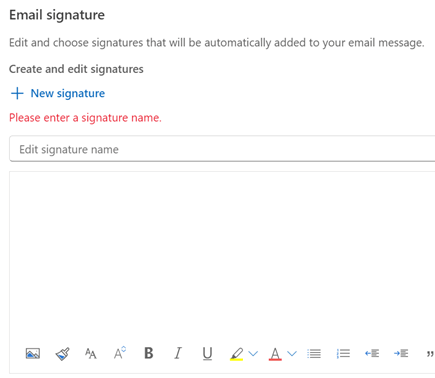 Email signature
Edit and choose signatures that will be automatically added to your email message.
Create and edit signatures
+ New signature
Please enter a signature name.
Edit signature name
AA A B I U A "